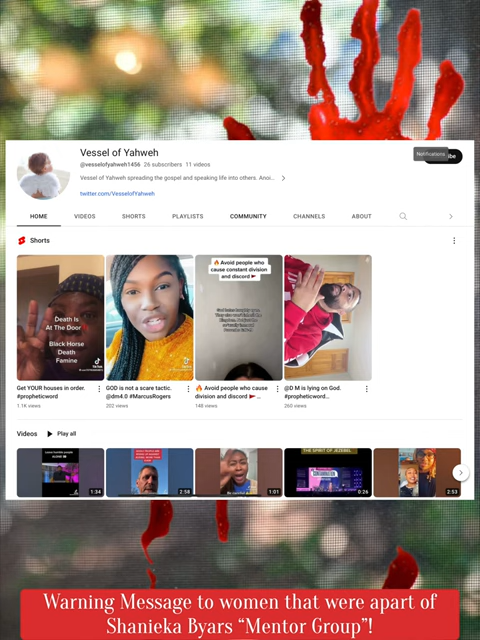 Vessel of Yahweh
@vesselofyahweh1456 26 subscribers 11 videos
Notifications
Vessel of Yahweh spreading the gospel and speaking life into others. Anoi...
twitter.com/VesselofYahweh
HOME VIDEOS SHORTS PLAYLISTS COMMUNITY CHANNELS ABOUT
Shorts
Death Is
At The Door
Black Horse
Death
Famine
TikTok
TikTok
🔥 Avoid people who
cause constant division
and discord 🚩
Get YOUR houses in order.
#propheticword
1.1K views
GOD is not a scare tactic.
@dm4.0 #MarcusRogers
202 views
🔥 Avoid people who cause
division and discord 🚩 ...
148 views
@D M is lying on God.
#propheticword...
260 views
Videos Play all
THE SPIRIT OF JEZEBEL
1:34
2:58
1:01
0:26
2:53
Warning Message to women that were apart of
Shanieka Byars “Mentor Group”!